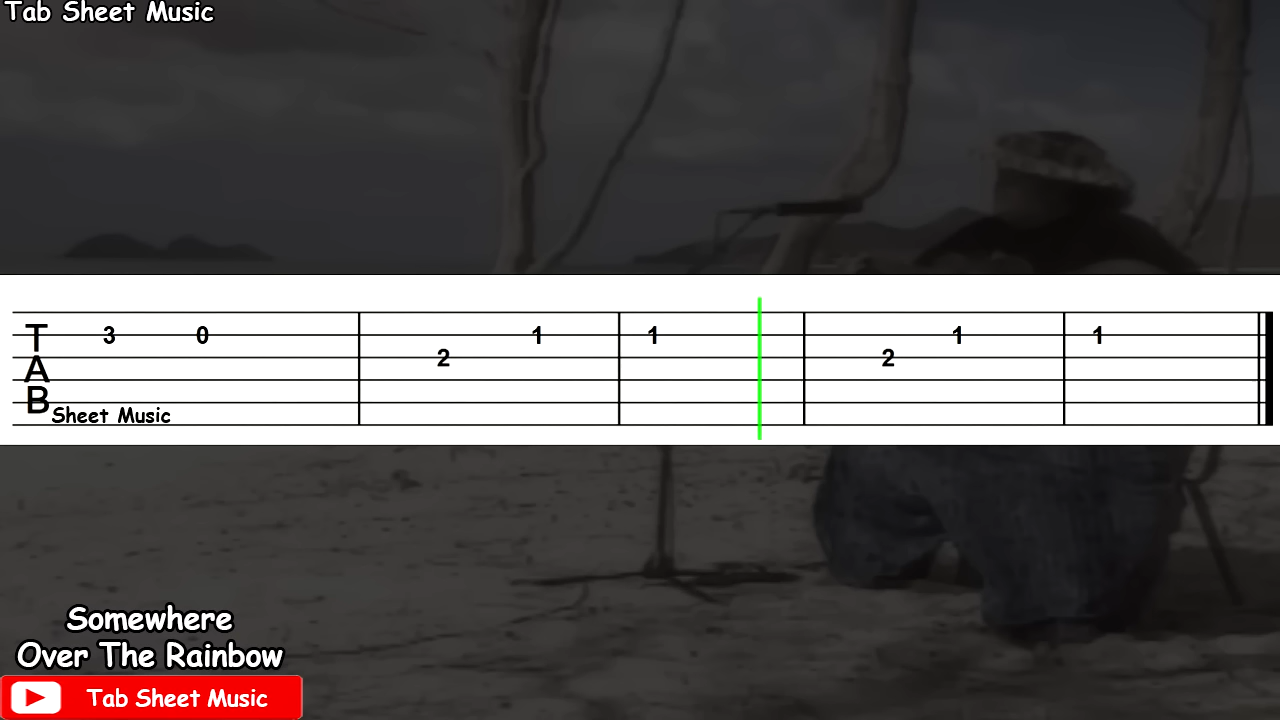 Tab Sheet Music
T
A
B
3 0 1 1 1 1
2 2
Sheet Music
Somewhere
Over The Rainbow
Tab Sheet Music